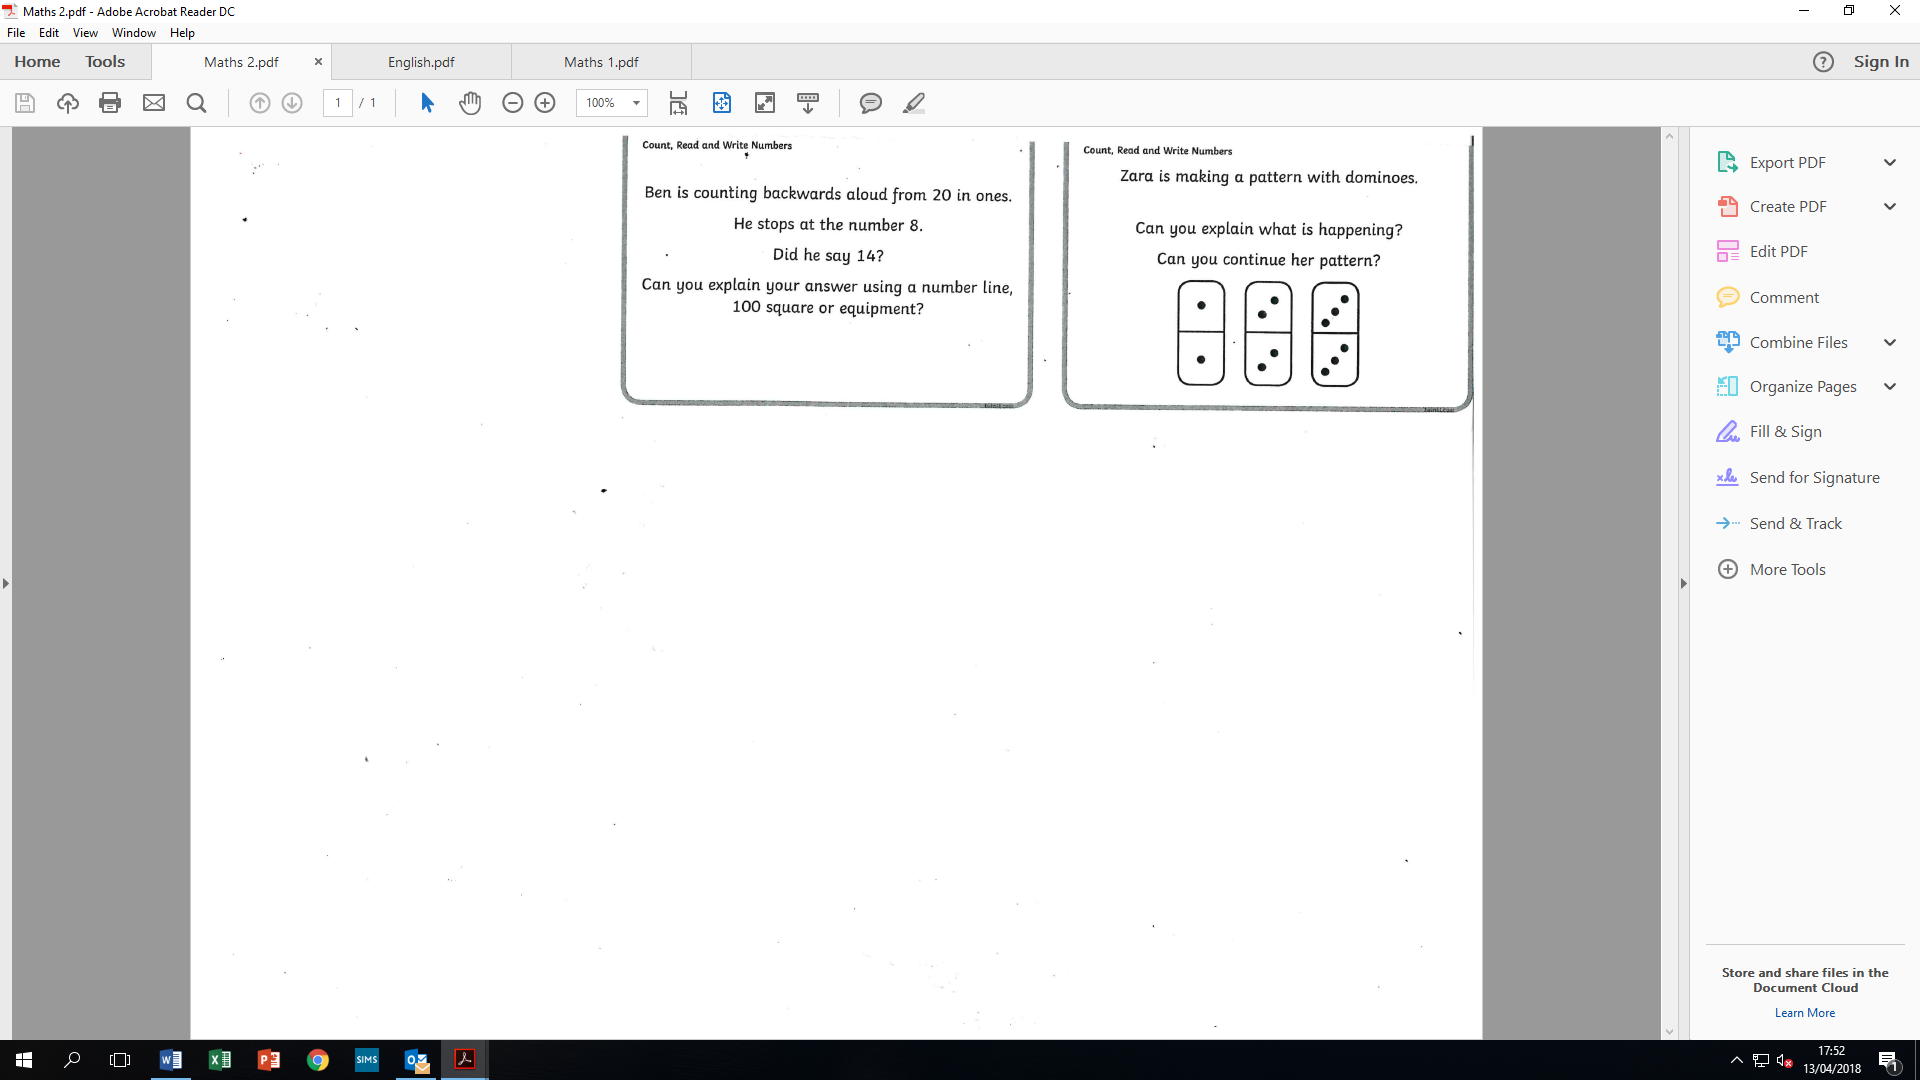 Maths 2.pdf - Adobe Acrobat Reader DC
File Edit View Window Help
Home Tools Maths 2.pdf × English.pdf Maths 1.pdf Sign In
1 / 1 100%
Count, Read and Write Numbers
Ben is counting backwards aloud from 20 in ones.
He stops at the number 8.
Did he say 14?
Can you explain your answer using a number line,
100 square or equipment?
Count, Read and Write Numbers
Zara is making a pattern with dominoes.
Can you explain what is happening?
Can you continue her pattern?
Export PDF
Create PDF
Edit PDF
Comment
Combine Files
Organize Pages
Fill & Sign
Send for Signature
Send & Track
More Tools
Store and share files in the
Document Cloud
Learn More
SIMS
17:52
13/04/2018
1